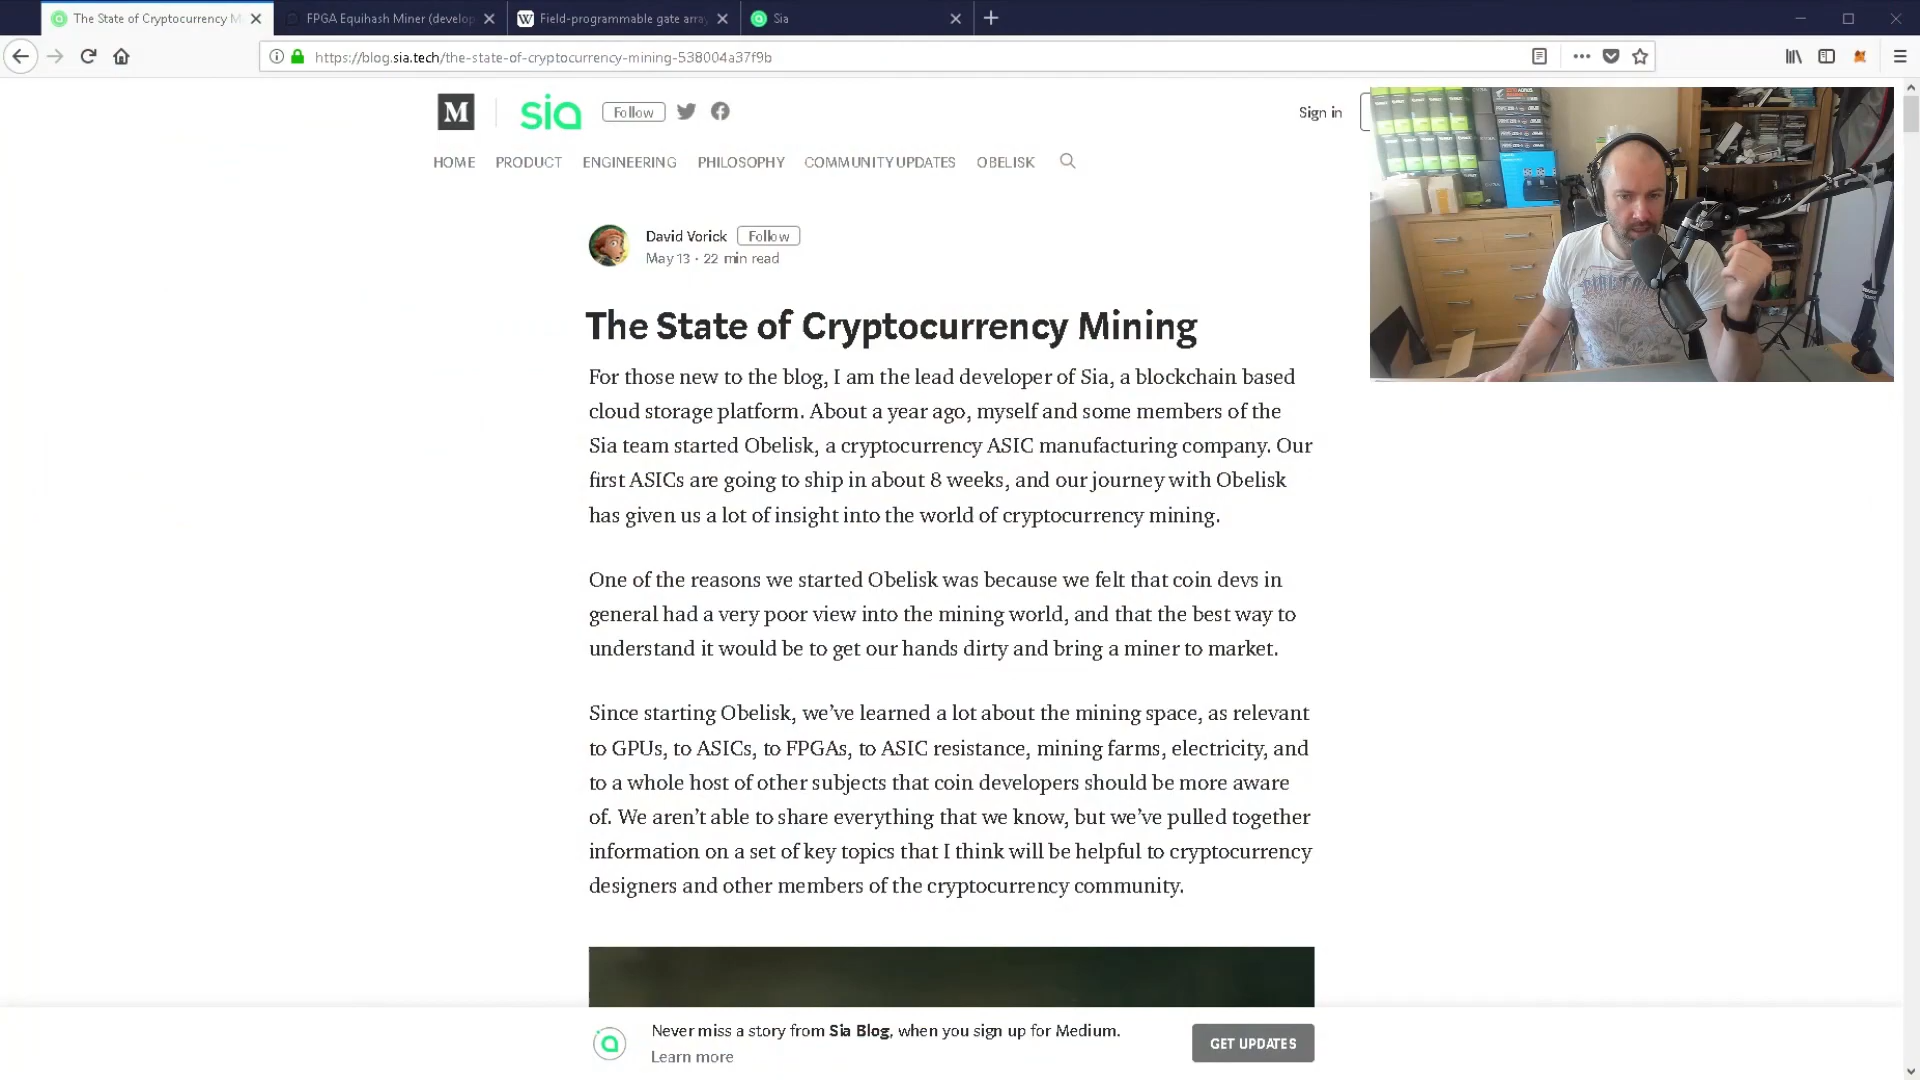 The State of Cryptocurrency M
FPGA Equihash Miner (develop
Field-programmable gate array
Sia
https://blog.sia.tech/the-state-of-cryptocurrency-mining-538004a37f9b
M
sia
Follow
Sign in
HOME PRODUCT ENGINEERING PHILOSOPHY COMMUNITY UPDATES OBELISK
David Vorick Follow
May 13 · 22 min read
The State of Cryptocurrency Mining
For those new to the blog, I am the lead developer of Sia, a blockchain based
cloud storage platform. About a year ago, myself and some members of the
Sia team started Obelisk, a cryptocurrency ASIC manufacturing company. Our
first ASICs are going to ship in about 8 weeks, and our journey with Obelisk
has given us a lot of insight into the world of cryptocurrency mining.
One of the reasons we started Obelisk was because we felt that coin devs in
general had a very poor view into the mining world, and that the best way to
understand it would be to get our hands dirty and bring a miner to market.
Since starting Obelisk, we’ve learned a lot about the mining space, as relevant
to GPUs, to ASICs, to FPGAs, to ASIC resistance, mining farms, electricity, and
to a whole host of other subjects that coin developers should be more aware
of. We aren’t able to share everything that we know, but we’ve pulled together
information on a set of key topics that I think will be helpful to cryptocurrency
designers and other members of the cryptocurrency community.
Never miss a story from Sia Blog, when you sign up for Medium.
Learn more
GET UPDATES